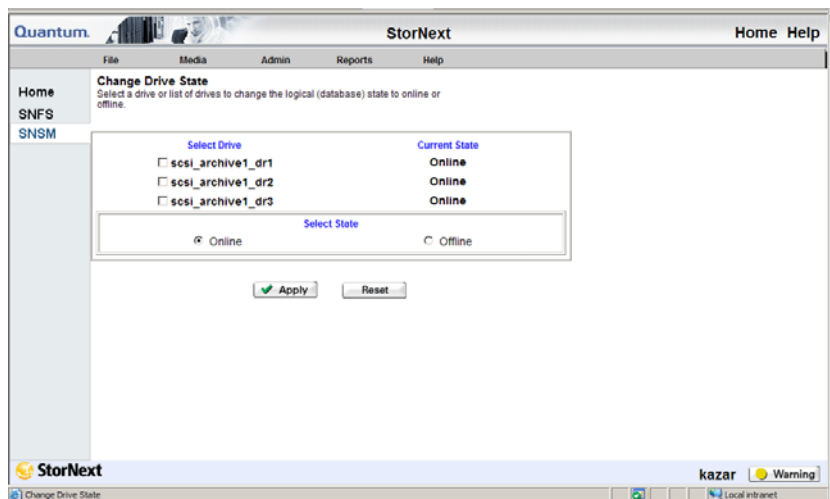 Quantum. StorNext Home Help
File Media Admin Reports Help
Home
SNFS
SNSM
Change Drive State
Select a drive or list of drives to change the logical (database) state to online or
offline.
Select Drive Current State
scsi_archive1_dr1 Online
scsi_archive1_dr2 Online
scsi_archive1_dr3 Online
Select State
Online Offline
Apply Reset
StorNext kazar Warning
Change Drive State Local intranet